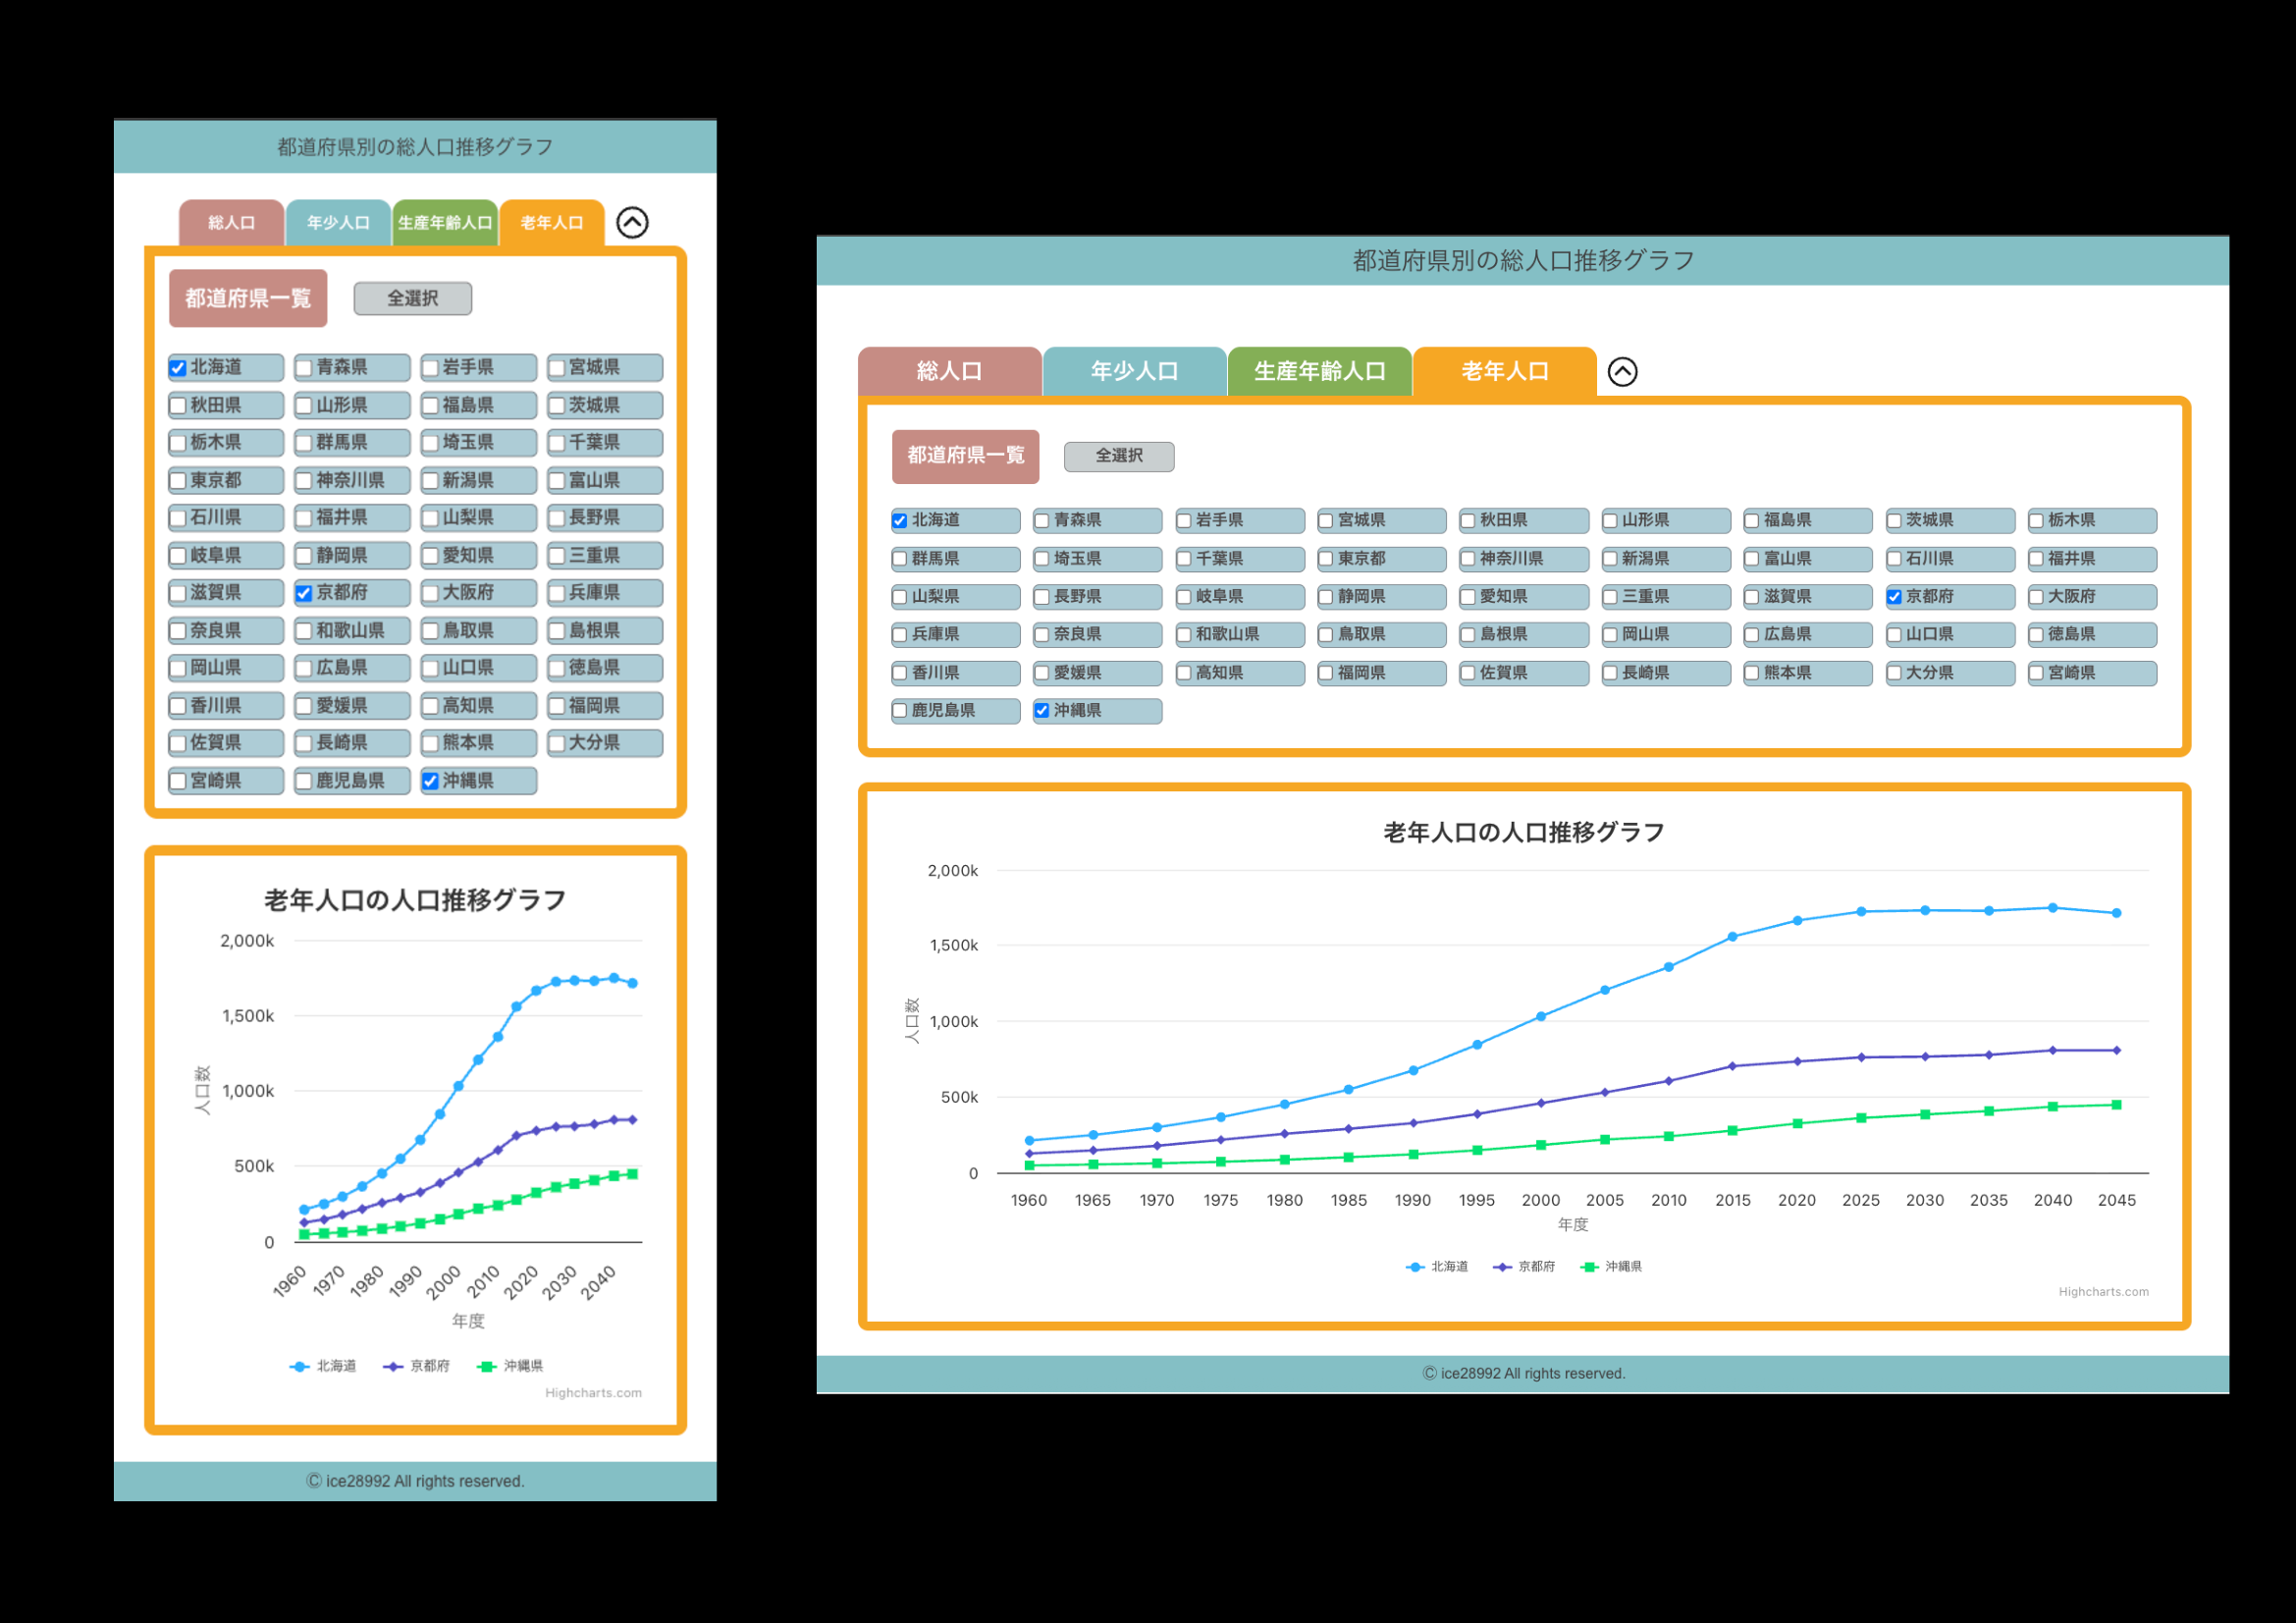 都道府県別の総人口推移グラフ
総人口 年少人口 生産年齢人口 老年人口
都道府県一覧 全選択
北海道 青森県 岩手県 宮城県
秋田県 山形県 福島県 茨城県
栃木県 群馬県 埼玉県 千葉県
東京都 神奈川県 新潟県 富山県
石川県 福井県 山梨県 長野県
岐阜県 静岡県 愛知県 三重県
滋賀県 京都府 大阪府 兵庫県
奈良県 和歌山県 鳥取県 島根県
岡山県 広島県 山口県 徳島県
香川県 愛媛県 高知県 福岡県
佐賀県 長崎県 熊本県 大分県
宮崎県 鹿児島県 沖縄県
老年人口の人口推移グラフ
2,000k
1,500k
1,000k
500k
0
人口数
1960 1970 1980 1990 2000 2010 2020 2030 2040
年度
北海道 京都府 沖縄県
Highcharts.com
© ice28992 All rights reserved.
都道府県別の総人口推移グラフ
総人口 年少人口 生産年齢人口 老年人口
都道府県一覧 全選択
北海道 青森県 岩手県 宮城県 秋田県 山形県 福島県 茨城県 栃木県
群馬県 埼玉県 千葉県 東京都 神奈川県 新潟県 富山県 石川県 福井県
山梨県 長野県 岐阜県 静岡県 愛知県 三重県 滋賀県 京都府 大阪府
兵庫県 奈良県 和歌山県 鳥取県 島根県 岡山県 広島県 山口県 徳島県
香川県 愛媛県 高知県 福岡県 佐賀県 長崎県 熊本県 大分県 宮崎県
鹿児島県 沖縄県
老年人口の人口推移グラフ
2,000k
1,500k
1,000k
500k
0
人口数
1960 1965 1970 1975 1980 1985 1990 1995 2000 2005 2010 2015 2020 2025 2030 2035 2040 2045
年度
北海道 京都府 沖縄県
Highcharts.com
© ice28992 All rights reserved.